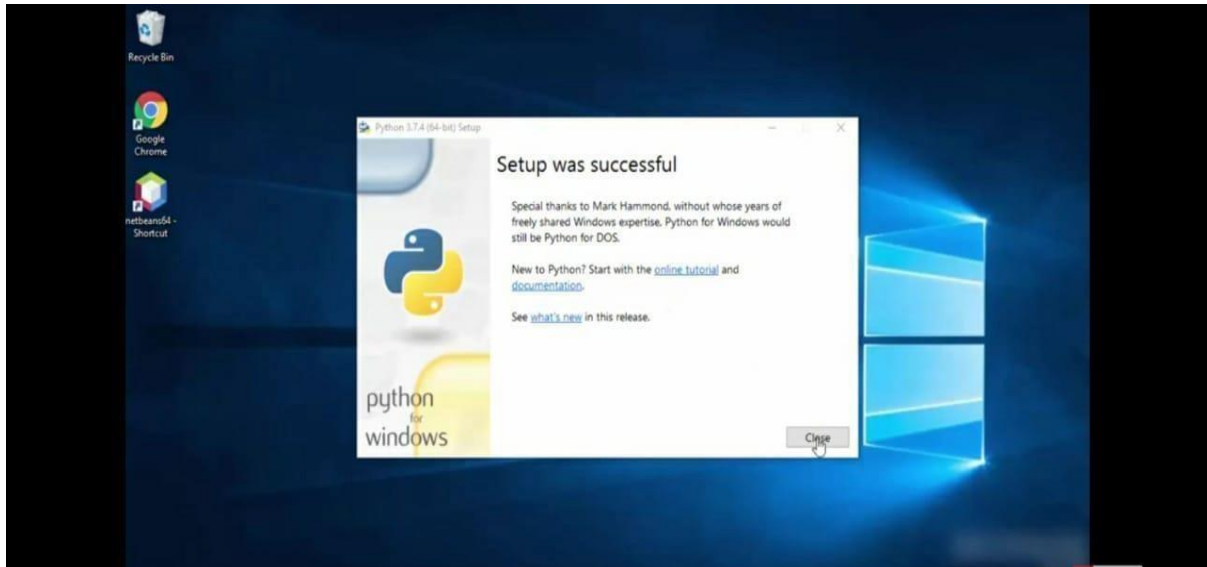 Recycle Bin
Google
Chrome
netbeans64 -
Shortcut
Python 3.7.4 (64-bit) Setup
Setup was successful
Special thanks to Mark Hammond, without whose years of
freely shared Windows expertise, Python for Windows would
still be Python for DOS.
New to Python? Start with the online tutorial and
documentation.
See what's new in this release.
python
for
windows
Close